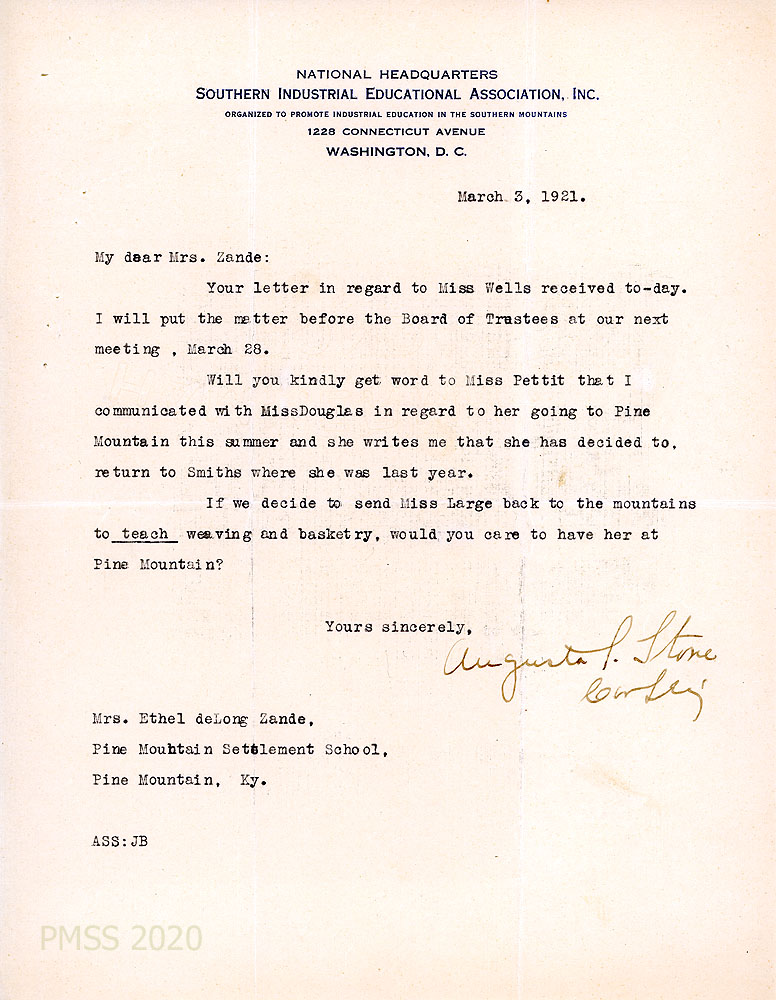 NATIONAL HEADQUARTERS
SOUTHERN INDUSTRIAL EDUCATIONAL ASSOCIATION, INC.
ORGANIZED TO PROMOTE INDUSTRIAL EDUCATION IN THE SOUTHERN MOUNTAINS
1228 CONNECTICUT AVENUE
WASHINGTON, D. C.
March 3, 1921.
My dear Mrs. Zande:
Your letter in regard to Miss Wells received to-day.
I will put the matter before the Board of Trustees at our next
meeting , March 28.
Will you kindly get word to Miss Pettit that I
communicated with MissDouglas in regard to her going to Pine
Mountain this summer and she writes me that she has decided to,
return to Smiths where she was last year.
If we decide to send Miss Large back to the mountains
to teach weaving and basketry, would you care to have her at
Pine Mountain?
Yours sincerely,
Augusta S. Stone
Mrs. Ethel deLong Zande,
Pine Mountain Settlement School,
Pine Mountain, Ky.
ASS:JB
PMSS 2020